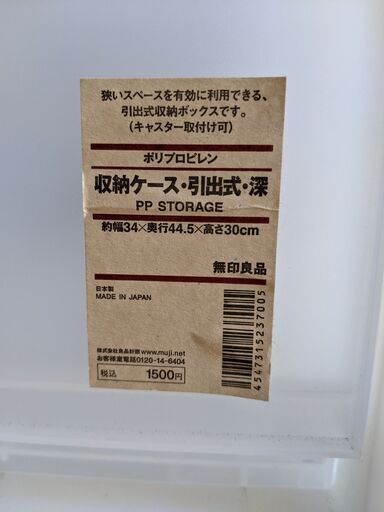 狭いスペースを有効に利用できる、
引出式収納ボックスです。
(キャスター取付け可)
ポリプロピレン
収納ケース・引出式・深
PP STORAGE
約幅34×奥行44.5×高さ30cm
無印良品
日本製
MADE IN JAPAN
4547315237005
株式会社良品計画 www.muji.net
お客様室電話0120-14-6404
税込 1500円